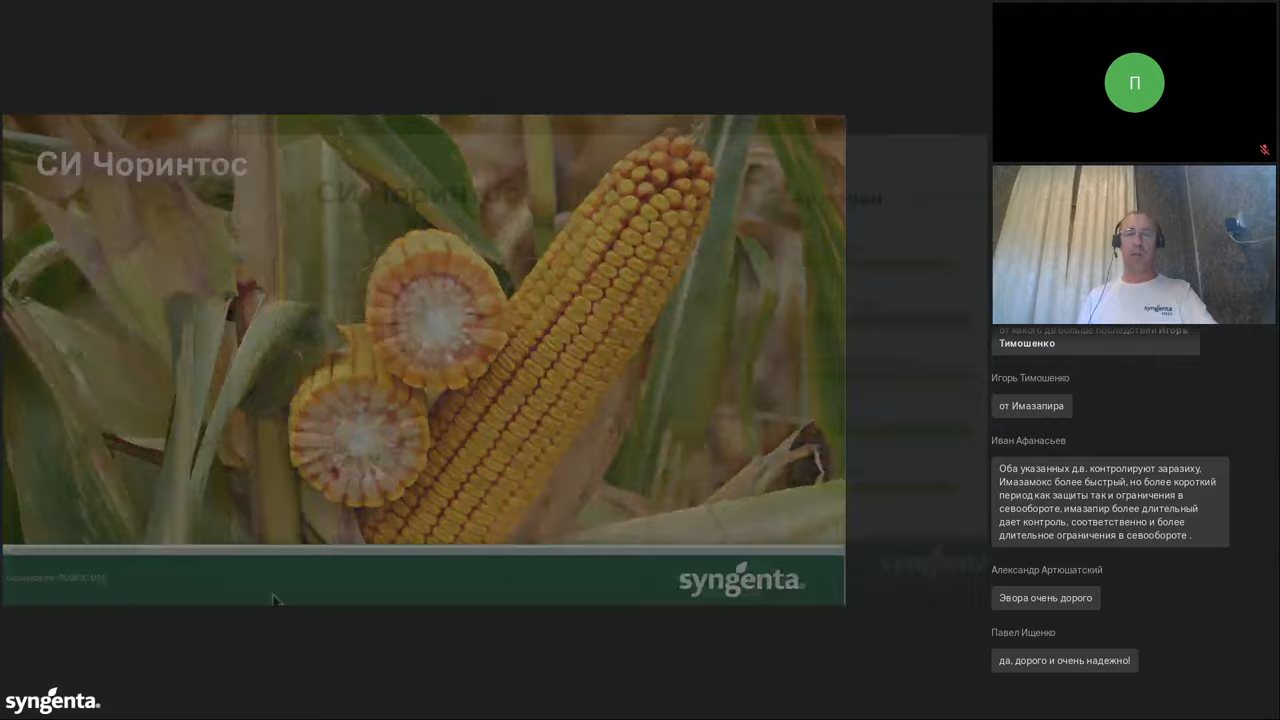 СИ Чоринтос
syngenta®
syngenta®
П
syngenta
Тимошенко
Игорь Тимошенко
от Имазапира
Иван Афанасьев
Оба указанных д.в. контролируют заразиху,
Имазамокс более быстрый, но более короткий
период как защиты так и ограничения в
севообороте, имазапир более длительный
дает контроль, соответственно и более
длительное ограничения в севообороте .
Александр Артюшатский
Эвора очень дорого
Павел Ищенко
да, дорого и очень надежно!